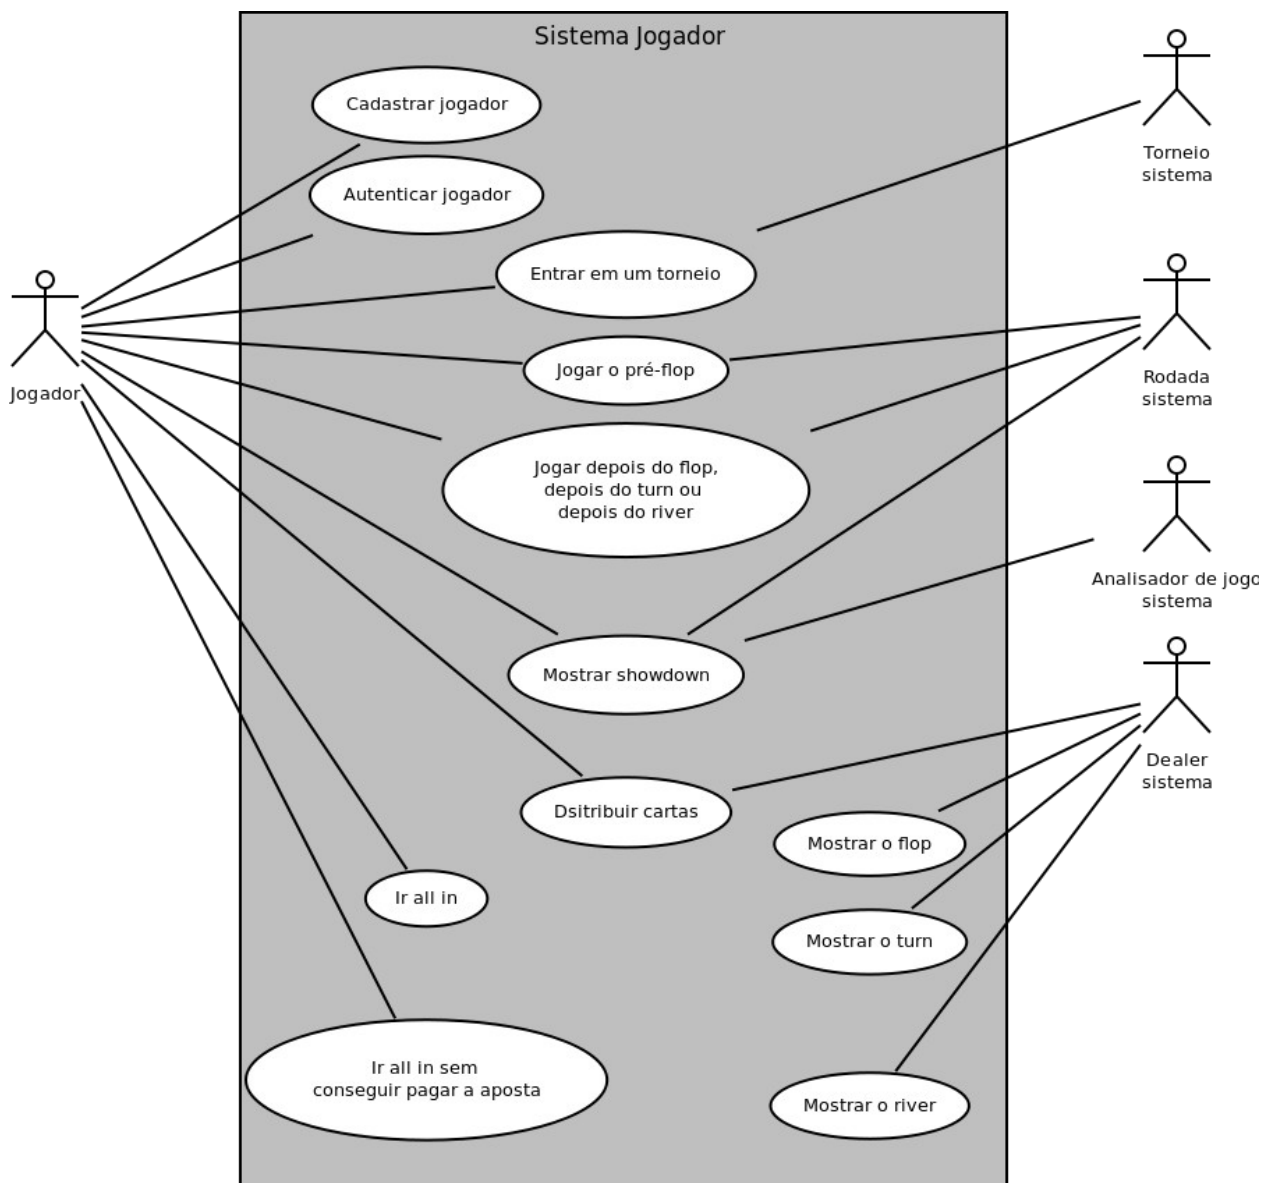 Sistema Jogador
Cadastrar jogador
Autenticar jogador
Entrar em um torneio
Jogar o pré-flop
Jogar depois do flop,
depois do turn ou
depois do river
Mostrar showdown
Dsitribuir cartas
Mostrar o flop
Ir all in
Mostrar o turn
Ir all in sem
conseguir pagar a aposta
Mostrar o river
Jogador
Torneio
sistema
Rodada
sistema
Analisador de jogo
sistema
Dealer
sistema